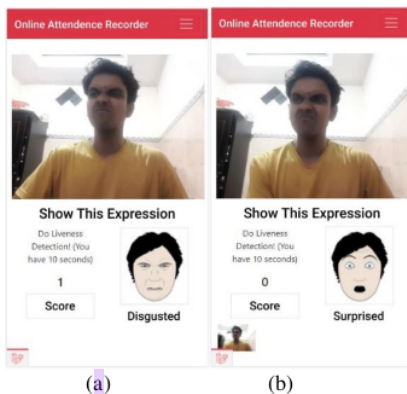 Online Attendence Recorder
Show This Expression
Do Liveness
Detection! (You
have 10 seconds)
1
Score
Disgusted
(a)
Online Attendence Recorder
Show This Expression
Do Liveness
Detection! (You
have 10 seconds)
0
Score
Surprised
(b)